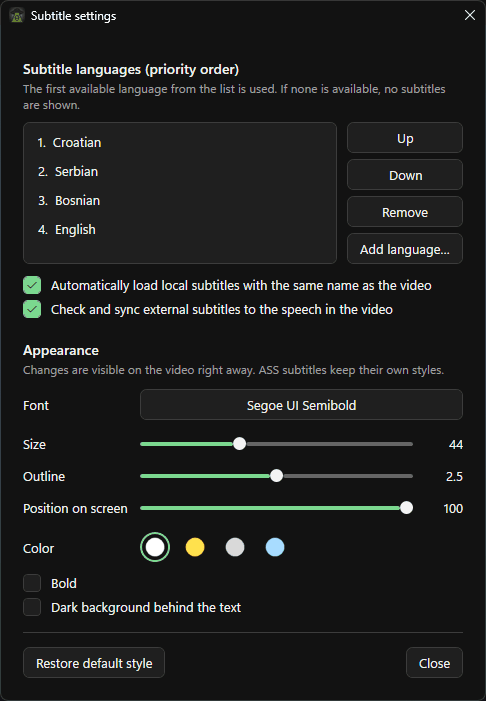 Subtitle settings
Subtitle languages (priority order)
The first available language from the list is used. If none is available, no subtitles
are shown.
1. Croatian
2. Serbian
3. Bosnian
4. English
Up
Down
Remove
Add language...
Automatically load local subtitles with the same name as the video
Check and sync external subtitles to the speech in the video
Appearance
Changes are visible on the video right away. ASS subtitles keep their own styles.
Font Segoe UI Semibold
Size 44
Outline 2.5
Position on screen 100
Color
Bold
Dark background behind the text
Restore default style Close